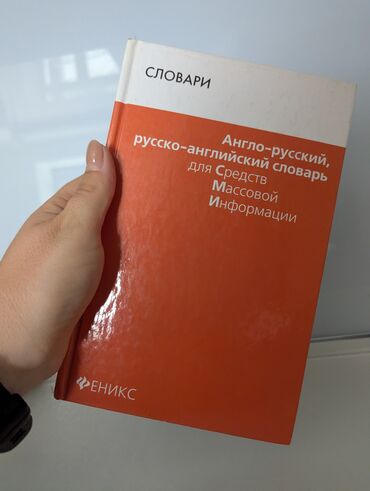 СЛОВАРИ
Англо-русский,
русско-английский словарь
для Средств
Массовой
Информации
ФЕНИКС